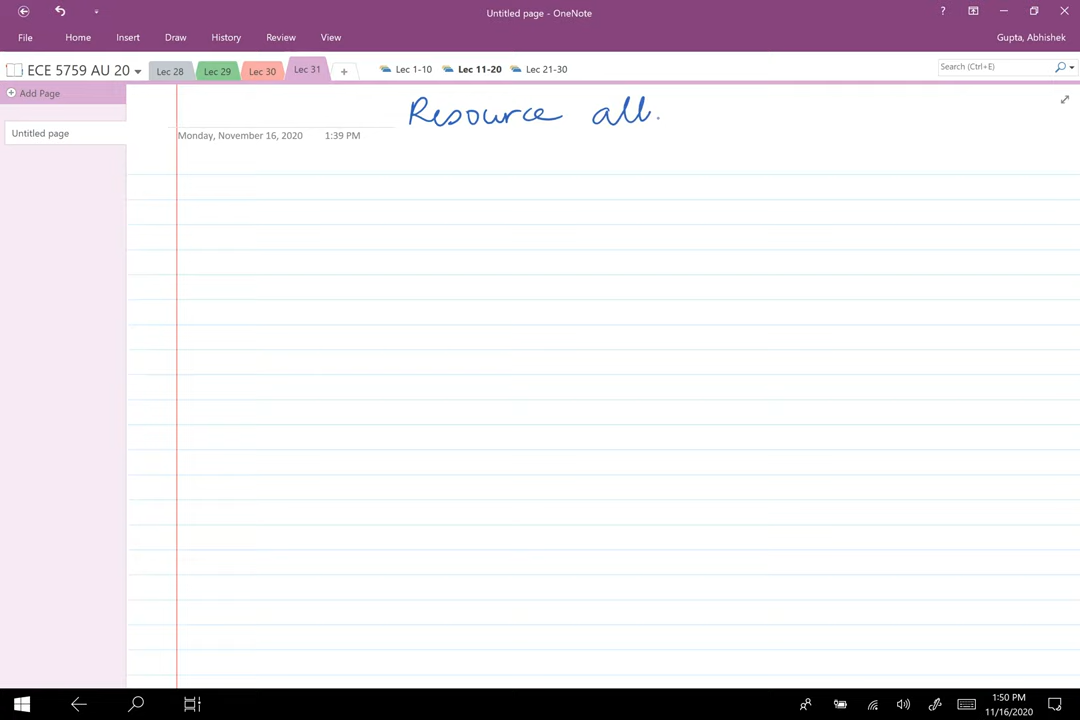 Untitled page - OneNote
File Home Insert Draw History Review View Gupta, Abhishek
ECE 5759 AU 20 Lec 28 Lec 29 Lec 30 Lec 31 + Lec 1-10 Lec 11-20 Lec 21-30 Search (Ctrl+E)
Add Page
Resource all.
Untitled page
Monday, November 16, 2020 1:39 PM
1:50 PM
11/16/2020